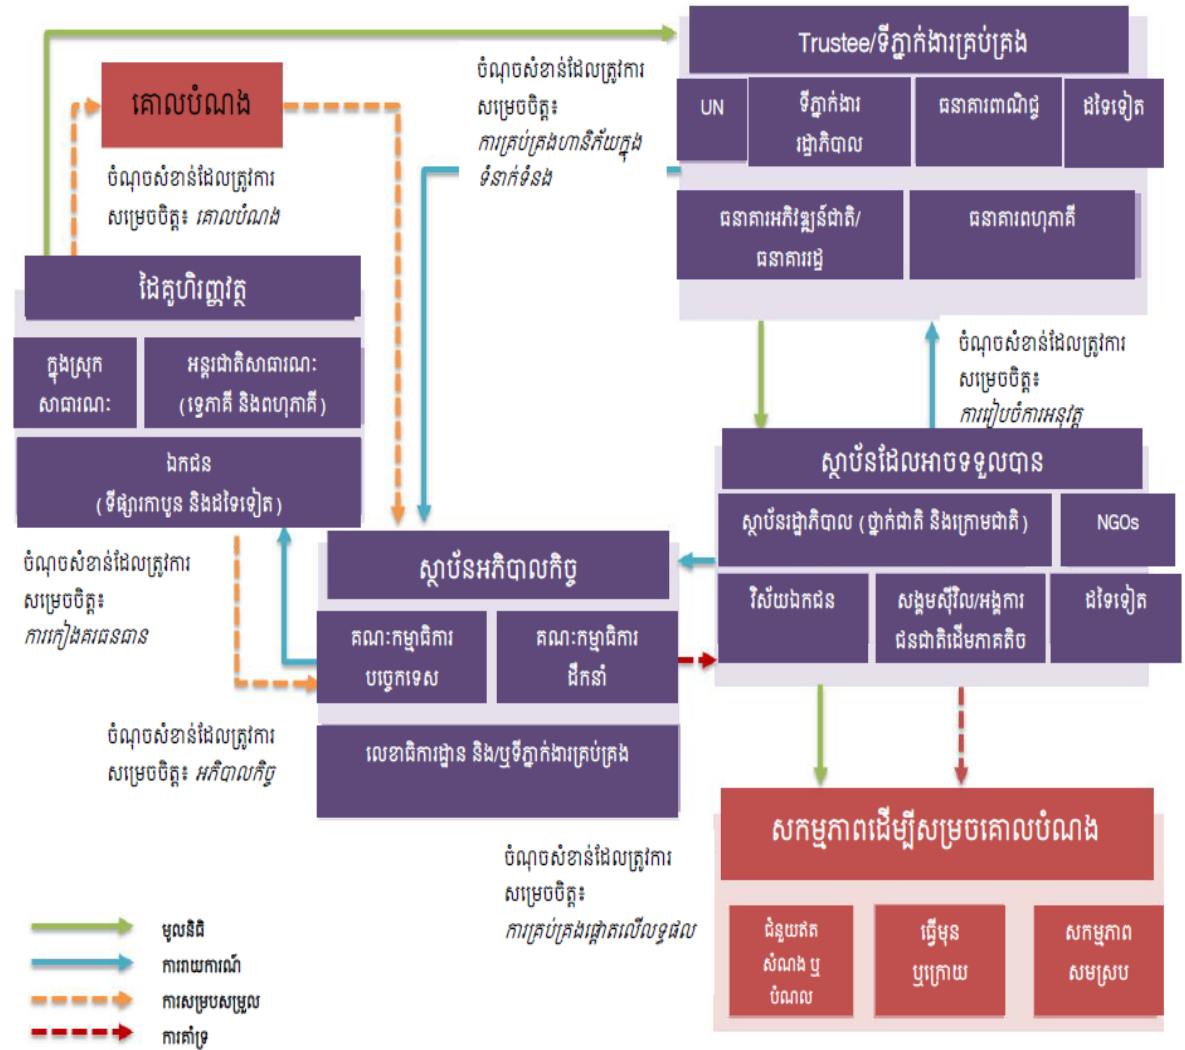 Trustee/ទីភ្នាក់ងារគ្រប់គ្រង
UN
ទីភ្នាក់ងារ
រដ្ឋាភិបាល
ធនាគារពាណិជ្ជ
ដទៃទៀត
ធនាគារអភិវឌ្ឍន៍ជាតិ/
ធនាគាររដ្ឋ
ធនាគារពហុភាគី
ចំណុចសំខាន់ដែលត្រូវការ
សម្រេចចិត្ត៖
ការគ្រប់គ្រងហានិភ័យក្នុង
ទំនាក់ទំនង
គោលបំណង
ចំណុចសំខាន់ដែលត្រូវការ
សម្រេចចិត្ត៖ គោលបំណង
ដៃគូហិរញ្ញវត្ថុ
ក្នុងស្រុក
សាធារណៈ
អន្តរជាតិសាធារណៈ
(ទ្វេភាគី និងពហុភាគី)
ឯកជន
(ទីផ្សារកាបូន និងដទៃទៀត)
ចំណុចសំខាន់ដែលត្រូវការ
សម្រេចចិត្ត៖
ការរៀបចំការអនុវត្ត
ស្ថាប័នដែលអាចទទួលបាន
ស្ថាប័នរដ្ឋាភិបាល (ថ្នាក់ជាតិ និងក្រោមជាតិ)
NGOs
វិស័យឯកជន
សង្គមស៊ីវិល/អង្គការ
ជនជាតិដើមភាគតិច
ដទៃទៀត
ចំណុចសំខាន់ដែលត្រូវការ
សម្រេចចិត្ត៖
ការកៀងគរធនធាន
ស្ថាប័នអភិបាលកិច្ច
គណៈកម្មាធិការ
បច្ចេកទេស
គណៈកម្មាធិការ
ដឹកនាំ
លេខាធិការដ្ឋាន និង/ឬទីភ្នាក់ងារគ្រប់គ្រង
ចំណុចសំខាន់ដែលត្រូវការ
សម្រេចចិត្ត៖ អភិបាលកិច្ច
ចំណុចសំខាន់ដែលត្រូវការ
សម្រេចចិត្ត៖
ការគ្រប់គ្រងផ្តោតលើលទ្ធផល
សកម្មភាពដើម្បីសម្រចគោលបំណង
ជំនួយឥត
សំណង ឬ
បំណល
ធ្វើមុន
ឬក្រោយ
សកម្មភាព
សមស្រប
មូលនិធិ
ការរាយការណ៍
ការសម្របសម្រួល
ការគាំទ្រ